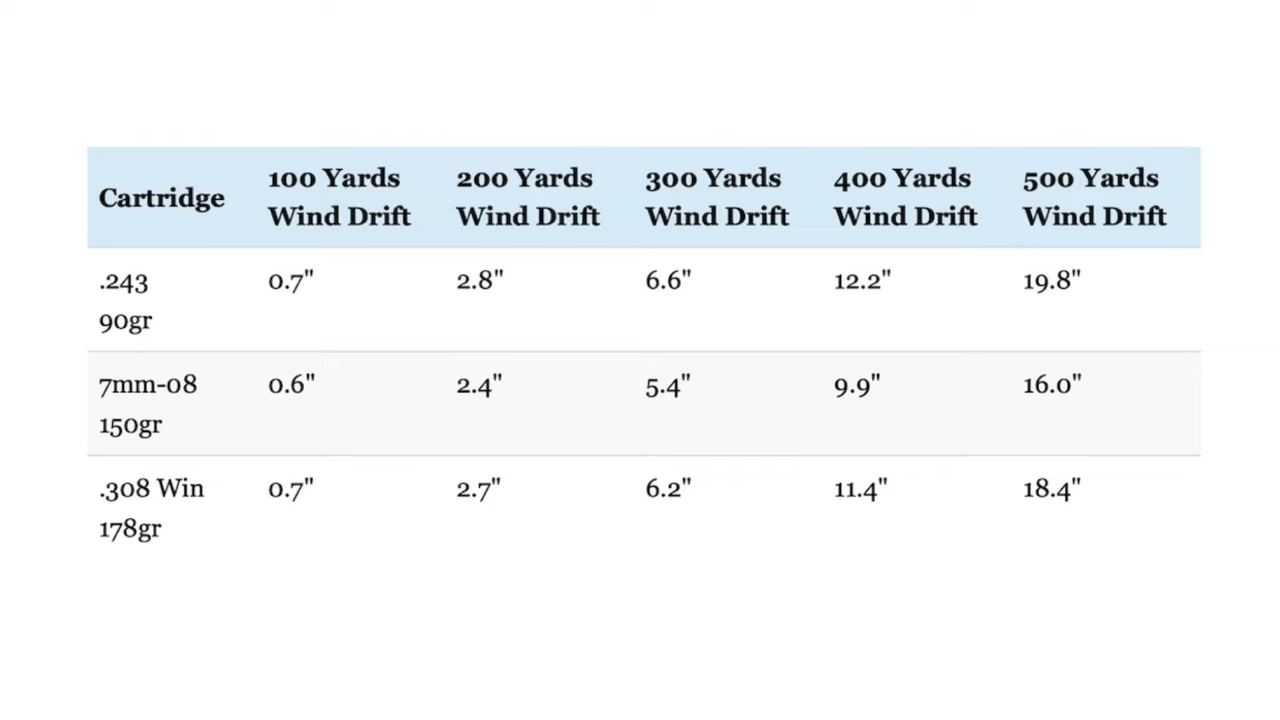 Cartridge
100 Yards Wind Drift
200 Yards Wind Drift
300 Yards Wind Drift
400 Yards Wind Drift
500 Yards Wind Drift
.243 90gr
0.7"
2.8"
6.6"
12.2"
19.8"
7mm-08 150gr
0.6"
2.4"
5.4"
9.9"
16.0"
.308 Win 178gr
0.7"
2.7"
6.2"
11.4"
18.4"